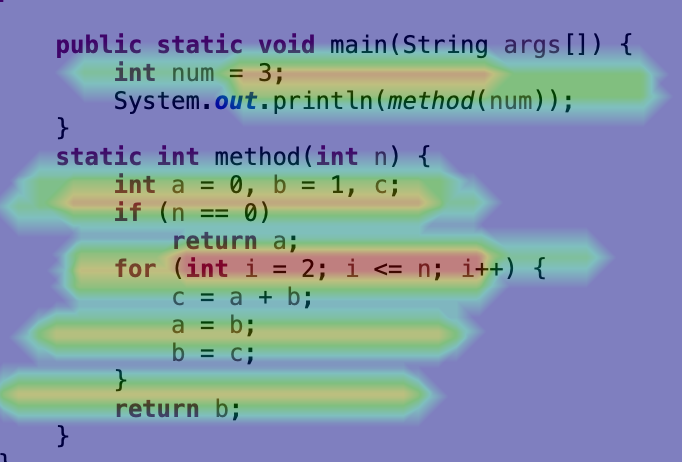 public static void main(String args[]) {
int num = 3;
System.out.println(method(num));
}
static int method(int n) {
int a = 0, b = 1, c;
if (n == 0)
return a;
for (int i = 2; i <= n; i++) {
c = a + b;
a = b;
b = c;
}
return b;
}
}